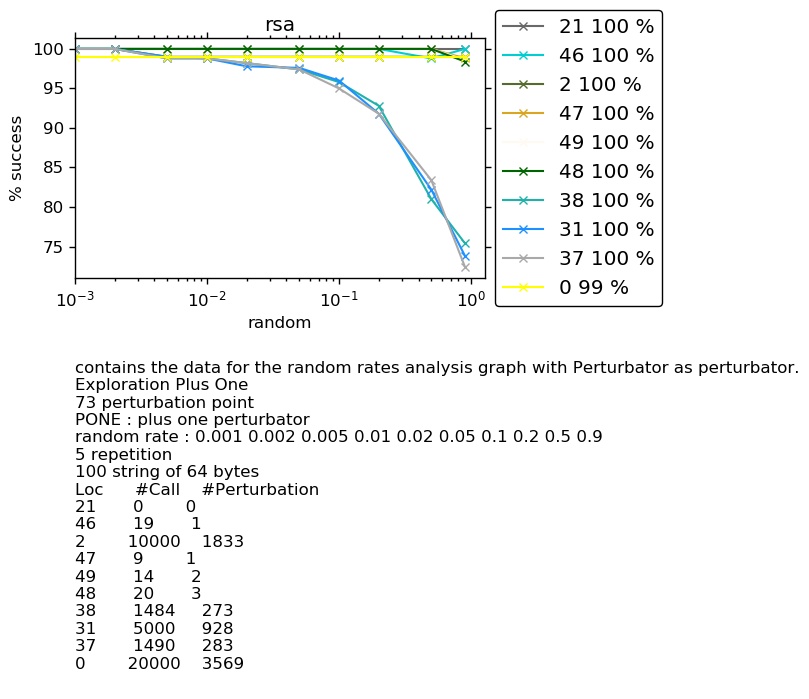 rsa
100
95
90
85
80
75
% success
10⁻³ 10⁻² 10⁻¹ 10⁰
random
21 100 %
46 100 %
2 100 %
47 100 %
49 100 %
48 100 %
38 100 %
31 100 %
37 100 %
0 99 %
contains the data for the random rates analysis graph with Perturbator as perturbator.
Exploration Plus One
73 perturbation point
PONE : plus one perturbator
random rate : 0.001 0.002 0.005 0.01 0.02 0.05 0.1 0.2 0.5 0.9
5 repetition
100 string of 64 bytes
Loc #Call #Perturbation
21 0 0
46 19 1
2 10000 1833
47 9 1
49 14 2
48 20 3
38 1484 273
31 5000 928
37 1490 283
0 20000 3569